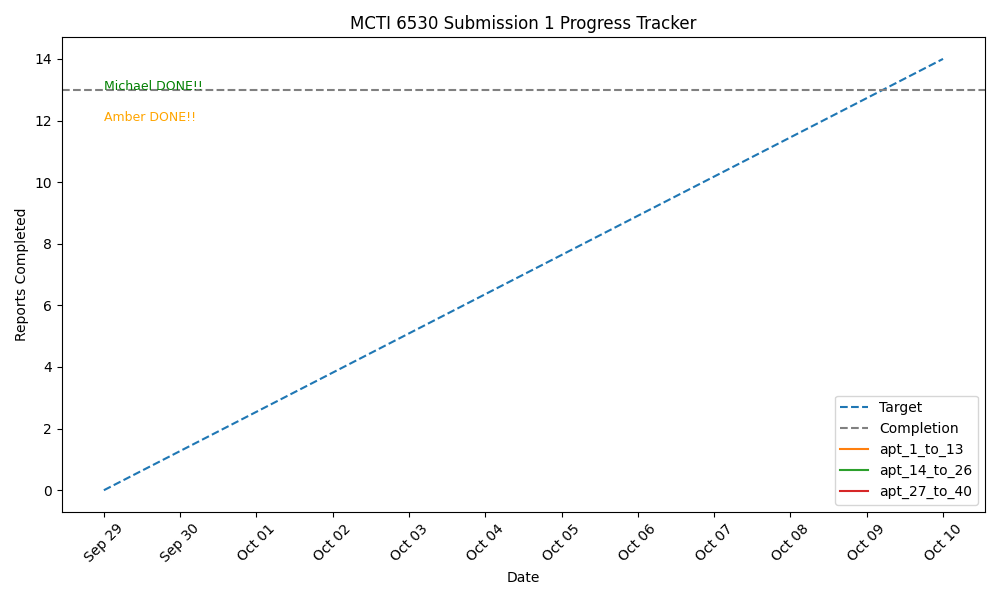 MCTI 6530 Submission 1 Progress Tracker
Reports Completed
14
12
10
8
6
4
2
0
Michael DONE!!
Amber DONE!!
Target
Completion
apt_1_to_13
apt_14_to_26
apt_27_to_40
Sep 29
Sep 30
Oct 01
Oct 02
Oct 03
Oct 04
Oct 05
Oct 06
Oct 07
Oct 08
Oct 09
Oct 10
Date